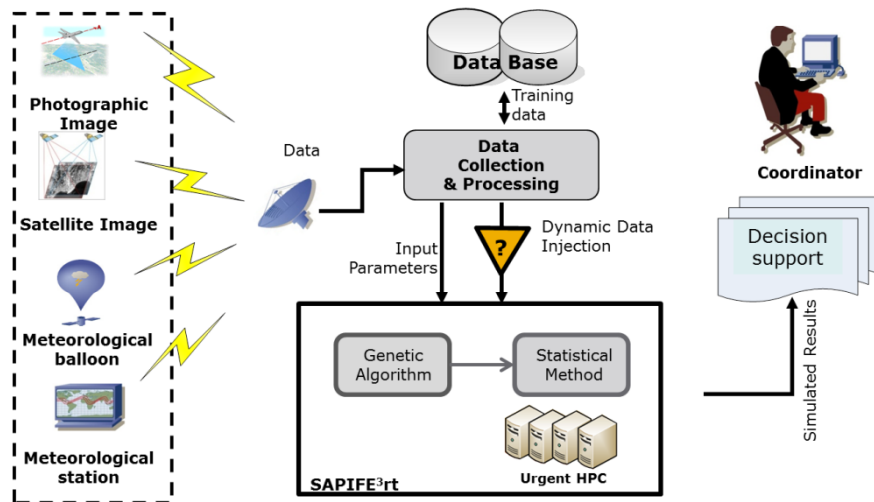 Photographic
Image
Satellite Image
Meteorological
balloon
Meteorological
station
Data
Data Base
Training
data
Data
Collection
& Processing
Input
Parameters
?
Dynamic Data
Injection
Genetic
Algorithm
Statistical
Method
Urgent HPC
SAPIFE³rt
Coordinator
Decision
support
Simulated Results